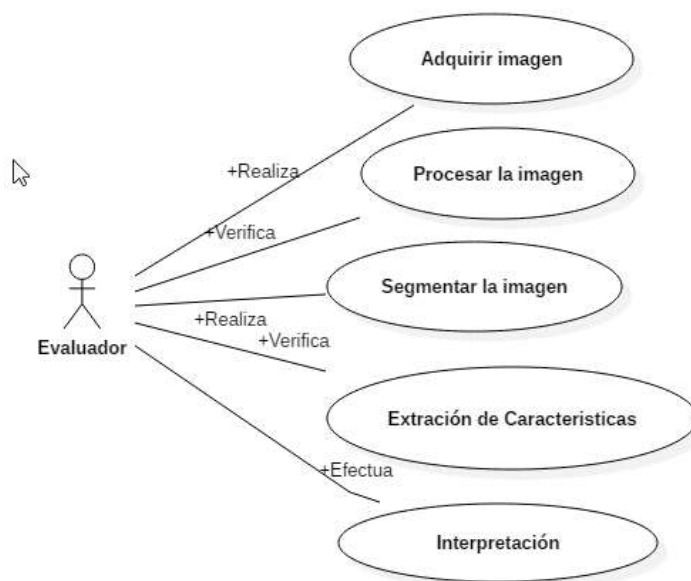 Adquirir imagen
+Realiza
Procesar la imagen
+Verifica
Segmentar la imagen
+Realiza
+Verifica
Evaluador
Extración de Caracteristicas
+Efectua
Interpretación